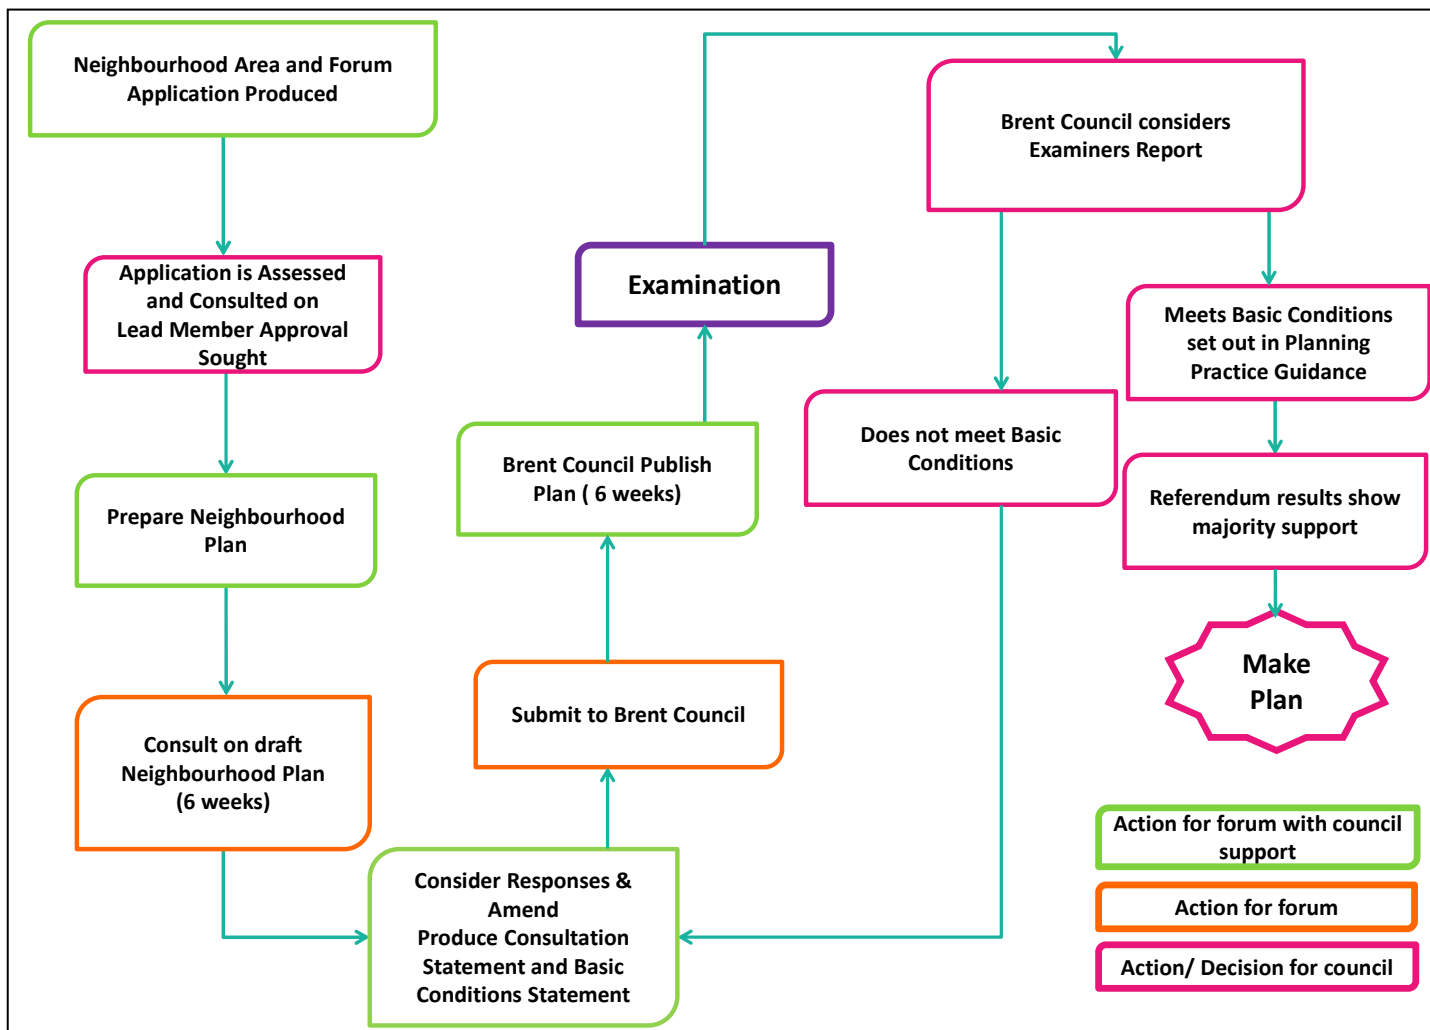 Neighbourhood Area and Forum
Application Produced
Application is Assessed
and Consulted on
Lead Member Approval
Sought
Prepare Neighbourhood
Plan
Consult on draft
Neighbourhood Plan
(6 weeks)
Consider Responses &
Amend
Produce Consultation
Statement and Basic
Conditions Statement
Submit to Brent Council
Brent Council Publish
Plan ( 6 weeks)
Examination
Brent Council considers
Examiners Report
Does not meet Basic
Conditions
Meets Basic Conditions
set out in Planning
Practice Guidance
Referendum results show
majority support
Make
Plan
Action for forum with council
support
Action for forum
Action/ Decision for council